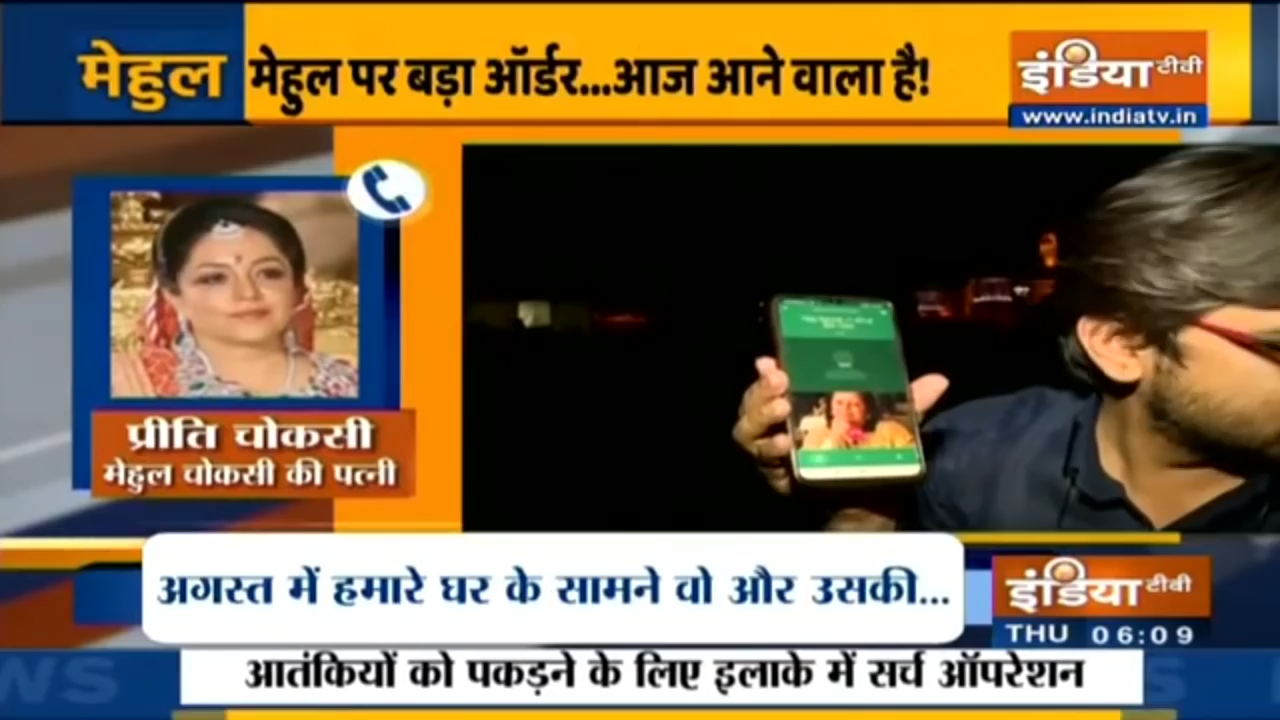 मेहुल
मेहुल पर बड़ा ऑर्डर...आज आने वाला है!
इंडिया टीवी
www.indiatv.in
प्रीति चोकसी
मेहुल चोकसी की पत्नी
अगस्त में हमारे घर के सामने वो और उसकी...
इंडिया टीवी
THU 06:09
आतंकियों को पकड़ने के लिए इलाके में सर्च ऑपरेशन
WS